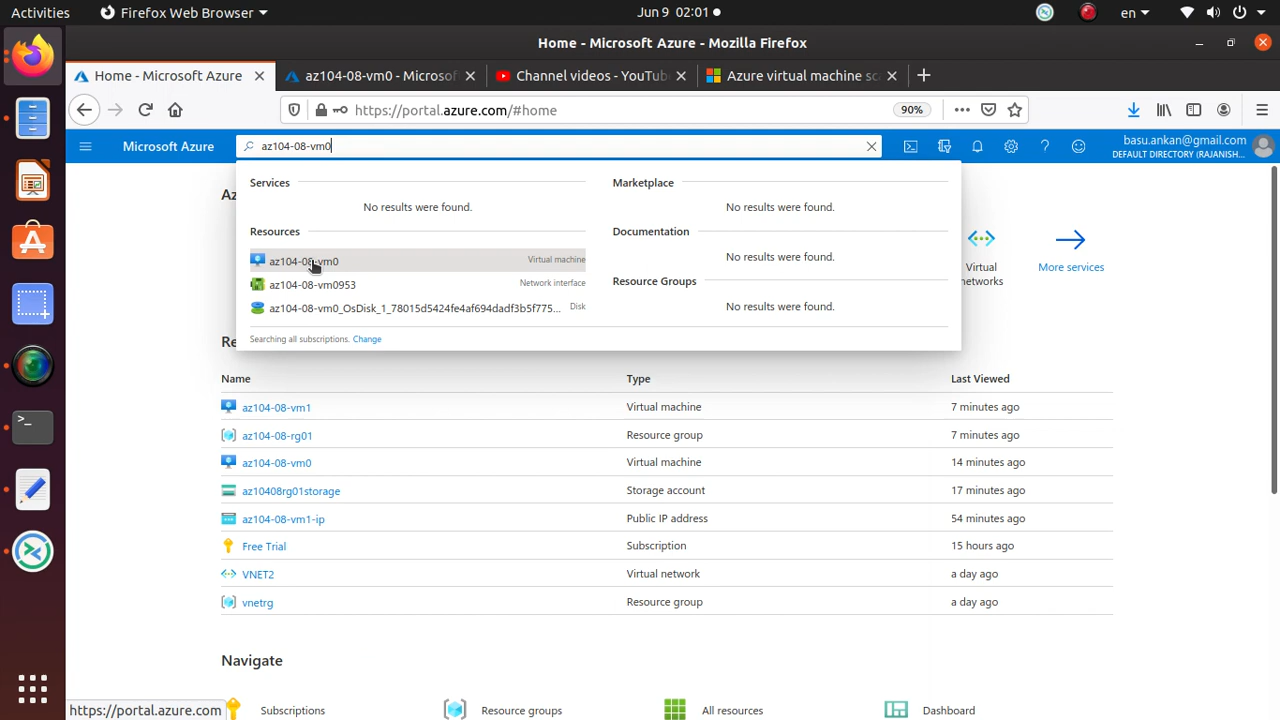 Activities
Firefox Web Browser
Jun 9 02:01
en
Home - Microsoft Azure - Mozilla Firefox
Home - Microsoft Azure
az104-08-vm0 - Microsof
Channel videos - YouTub
Azure virtual machine sc
https://portal.azure.com/#home
90%
Microsoft Azure
az104-08-vm0
basu.ankan@gmail.com
DEFAULT DIRECTORY (RAJANISH...
Services
No results were found.
Resources
az104-08-vm0 Virtual machine
az104-08-vm0953 Network interface
az104-08-vm0_OsDisk_1_78015d5424fe4af694dadf3b5f775... Disk
Searching all subscriptions. Change
Marketplace
No results were found.
Documentation
No results were found.
Resource Groups
No results were found.
Az
Virtual
networks
More services
Re
Name Type Last Viewed
az104-08-vm1 Virtual machine 7 minutes ago
az104-08-rg01 Resource group 7 minutes ago
az104-08-vm0 Virtual machine 14 minutes ago
az10408rg01storage Storage account 17 minutes ago
az104-08-vm1-ip Public IP address 54 minutes ago
Free Trial Subscription 15 hours ago
VNET2 Virtual network a day ago
vnetrg Resource group a day ago
Navigate
Subscriptions Resource groups All resources Dashboard
https://portal.azure.com